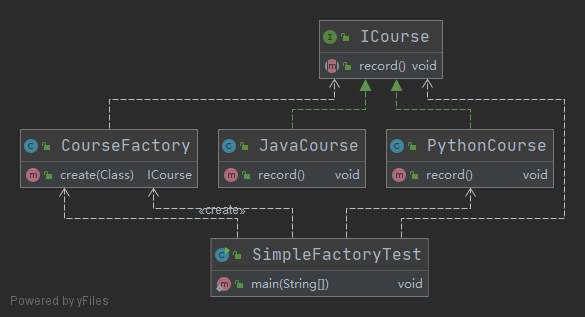 I ICourse
m record() void
C CourseFactory
m create(Class) ICourse
C JavaCourse
m record() void
C PythonCourse
m record() void
«create»
C SimpleFactoryTest
m main(String[]) void
Powered by yFiles